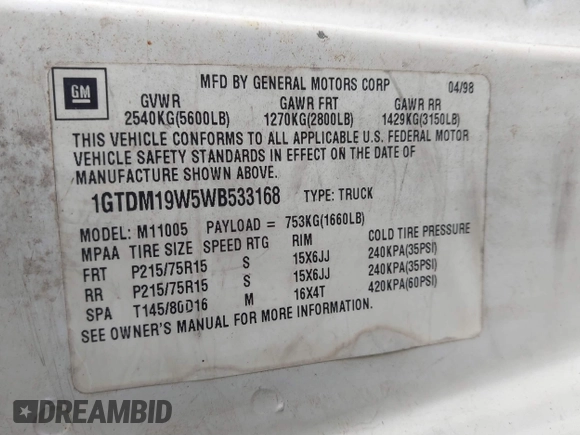 GM
MFD BY GENERAL MOTORS CORP 04/98
GVWR GAWR FRT GAWR RR
2540KG(5600LB) 1270KG(2800LB) 1429KG(3150LB)
THIS VEHICLE CONFORMS TO ALL APPLICABLE U.S. FEDERAL MOTOR
VEHICLE SAFETY STANDARDS IN EFFECT ON THE DATE OF
MANUFACTURE SHOWN ABOVE.
1GTDM19W5WB533168 TYPE: TRUCK
MODEL: M11005 PAYLOAD = 753KG(1660LB)
MPAA TIRE SIZE SPEED RTG RIM COLD TIRE PRESSURE
FRT P215/75R15 S 15X6JJ 240KPA(35PSI)
RR P215/75R15 S 15X6JJ 240KPA(35PSI)
SPA T145/80D16 M 16X4T 420KPA(60PSI)
SEE OWNER'S MANUAL FOR MORE INFORMATION
DREAMBID